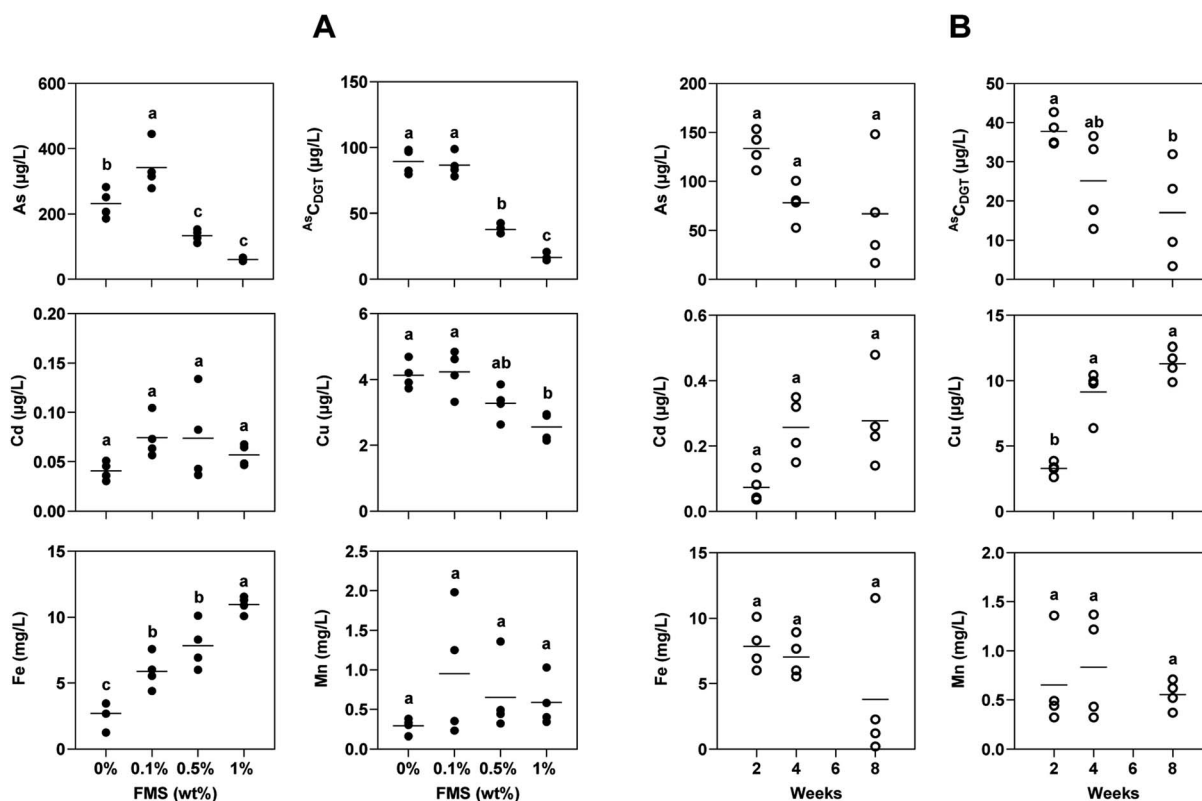 A
B
As (µg/L)
600
400
200
0
b
a
c
c
AsCDGT (µg/L)
150
100
50
0
a
a
b
c
As (µg/L)
200
150
100
50
0
a
a
a
AsCDGT (µg/L)
50
40
30
20
10
0
a
ab
b
Cd (µg/L)
0.20
0.15
0.10
0.05
0.00
a
a
a
a
Cu (µg/L)
6
4
2
0
a
a
ab
b
Cd (µg/L)
0.6
0.4
0.2
0.0
a
a
a
Cu (µg/L)
15
10
5
0
b
a
a
Fe (mg/L)
15
10
5
0
c
b
b
a
0% 0.1% 0.5% 1%
FMS (wt%)
Mn (mg/L)
2.5
2.0
1.5
1.0
0.5
0.0
a
a
a
a
0% 0.1% 0.5% 1%
FMS (wt%)
Fe (mg/L)
15
10
5
0
a
a
a
2 4 6 8
Weeks
Mn (mg/L)
2.0
1.5
1.0
0.5
0.0
a
a
a
2 4 6 8
Weeks